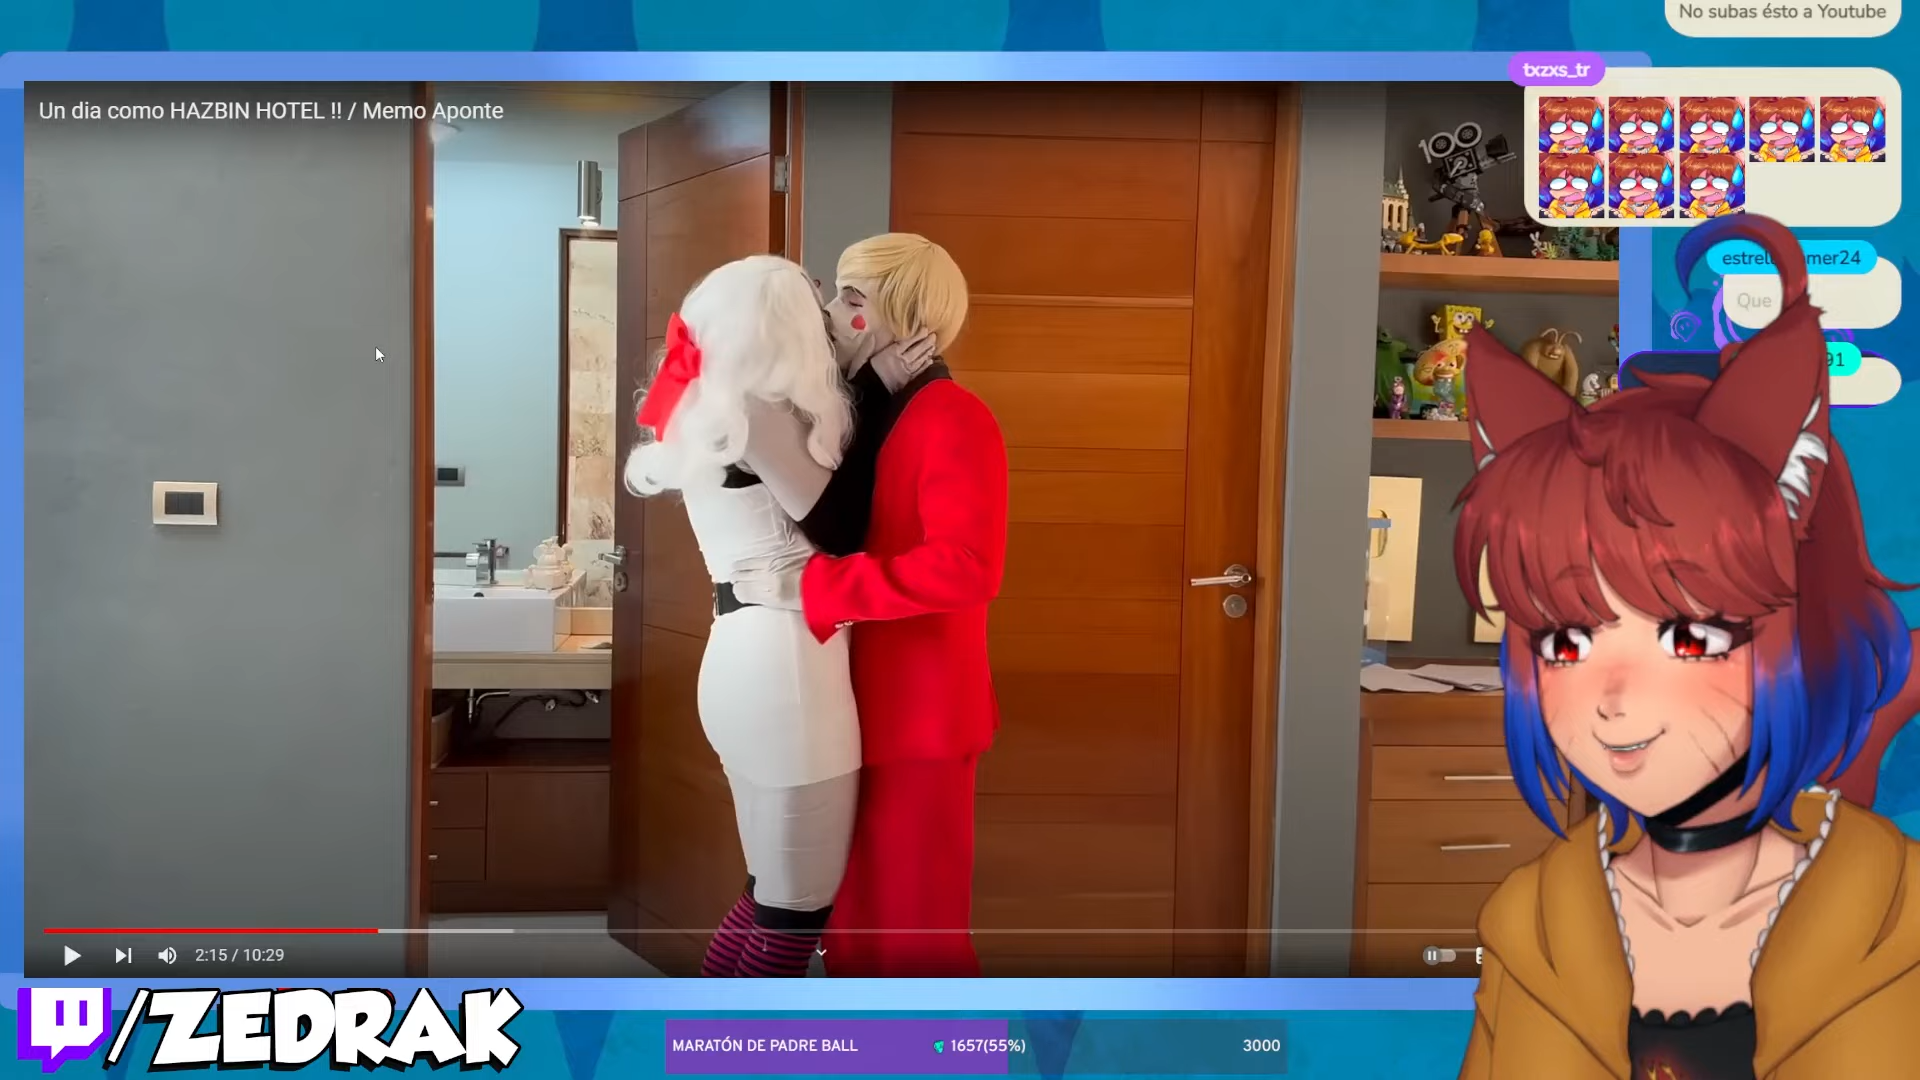 No subas ésto a Youtube
txzxs_tr
Un dia como HAZBIN HOTEL !! / Memo Aponte
Que
91
2:15 / 10:29
/ZEDRAK
MARATÓN DE PADRE BALL 1657(55%) 3000